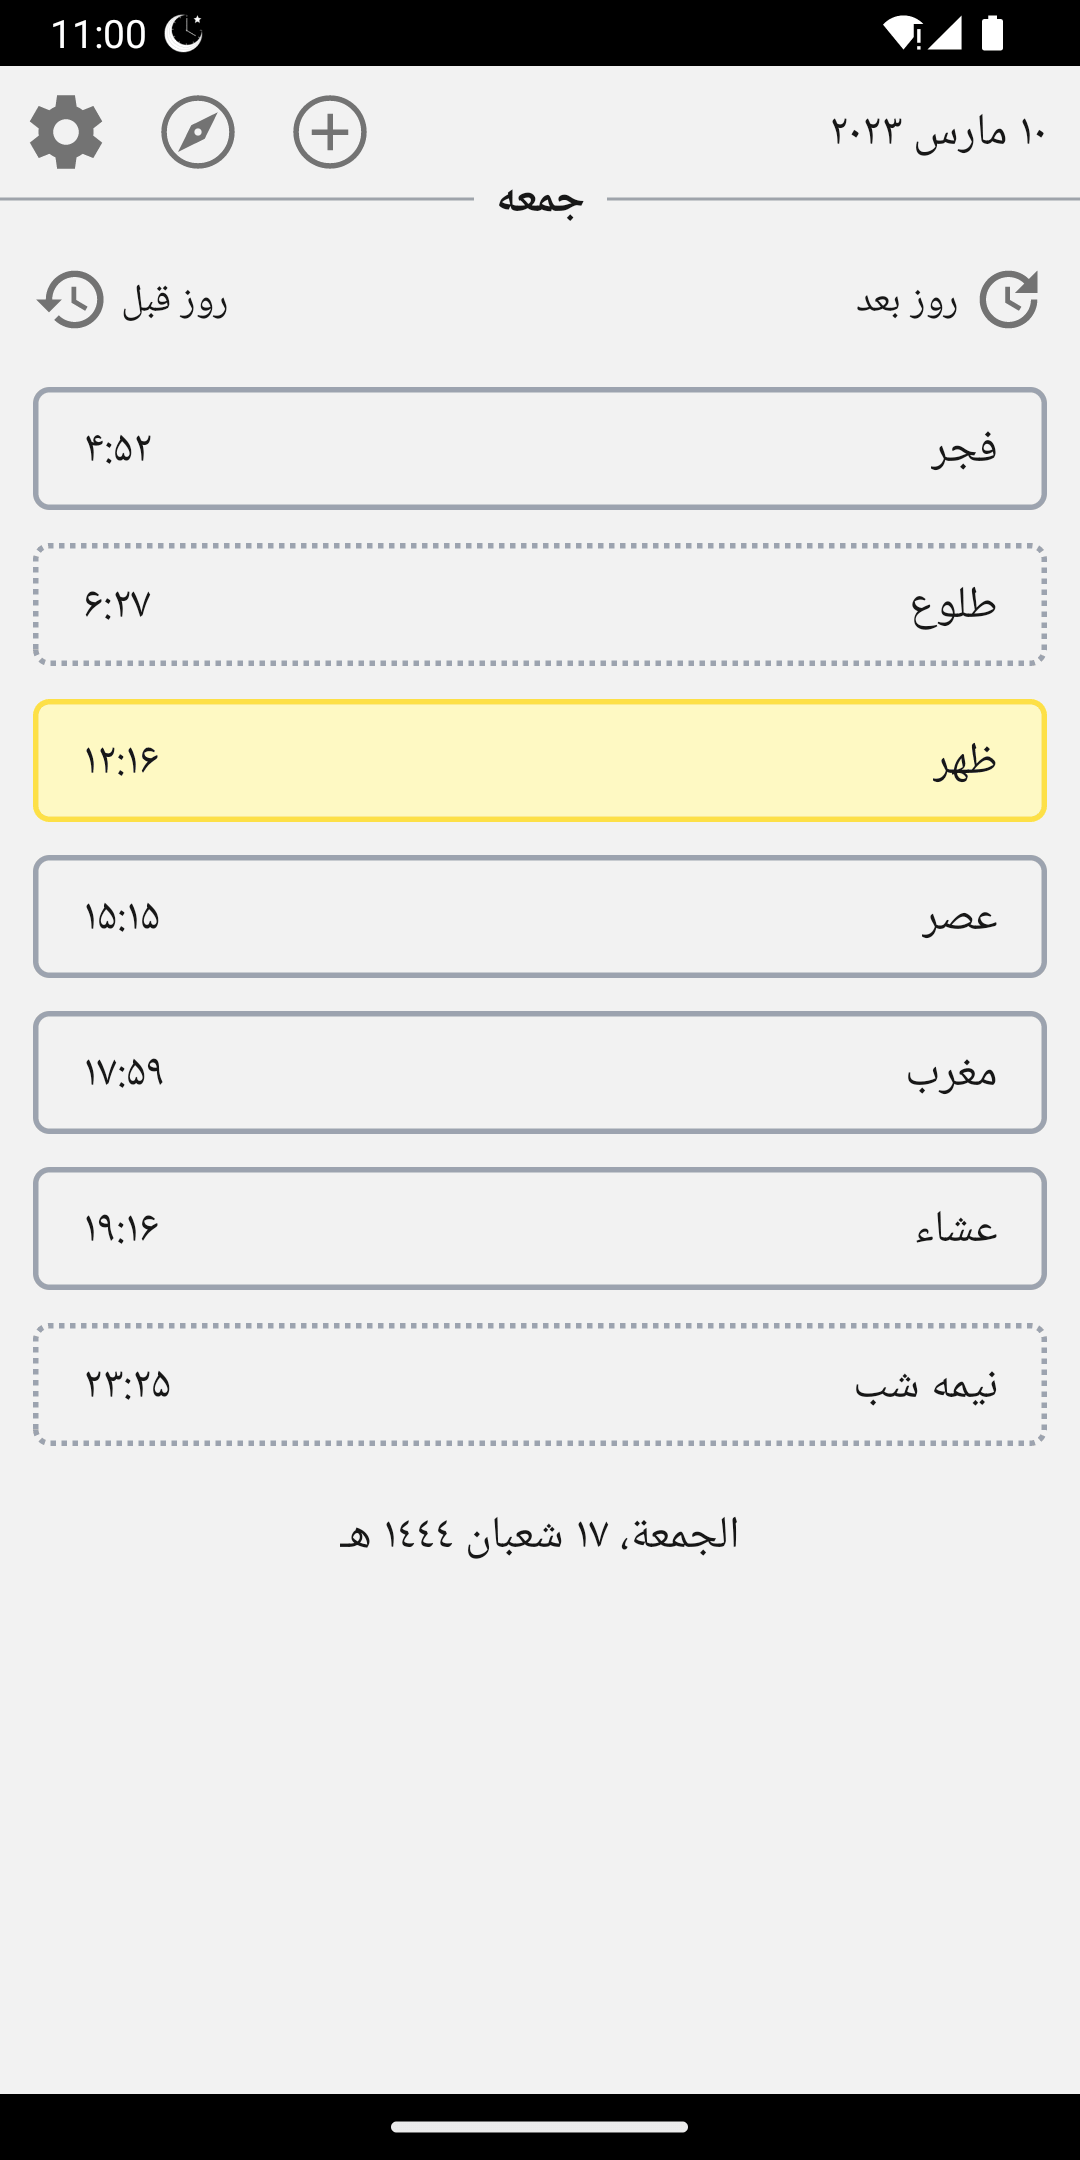 11:00
۱۰ مارس ۲۰۲۳
جمعه
روز بعد
روز قبل
فجر ۴:۵۲
طلوع ۶:۲۷
ظهر ۱۲:۱۶
عصر ۱۵:۱۵
مغرب ۱۷:۵۹
عشاء ۱۹:۱۶
نیمه شب ۲۳:۲۵
الجمعة، ١٧ شعبان ١٤٤٤ هـ